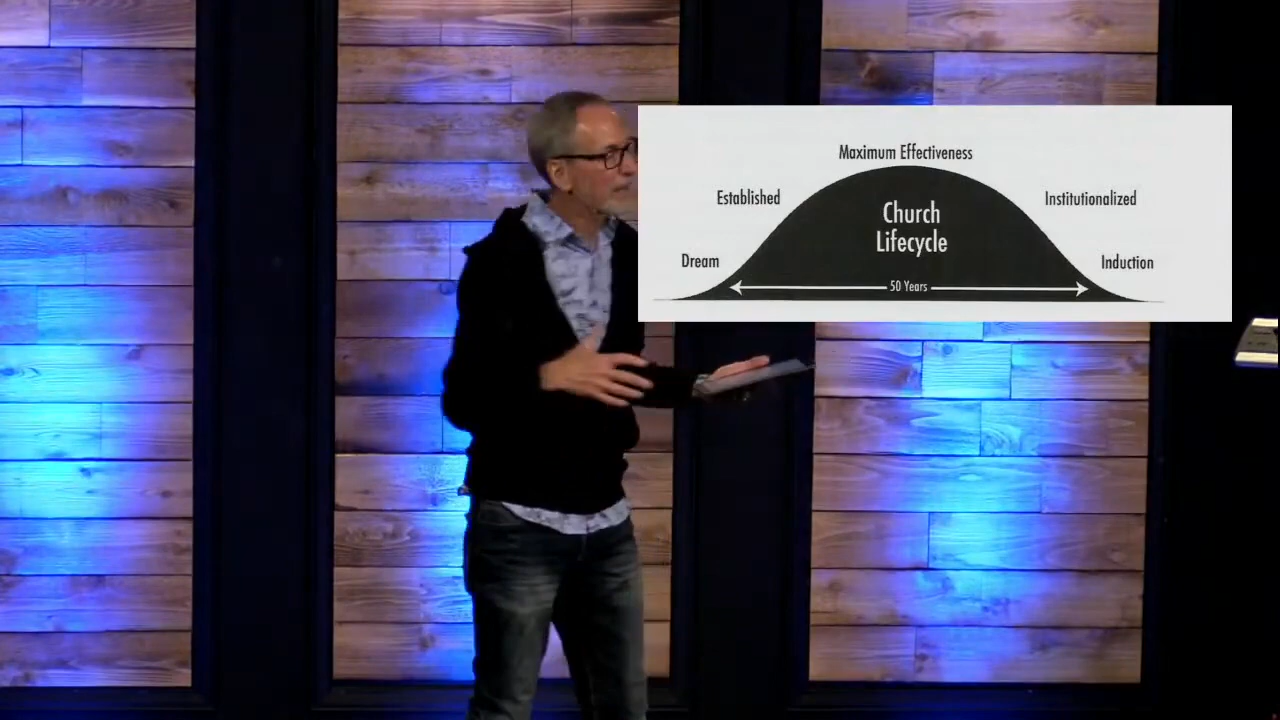 Maximum Effectiveness
Established
Institutionalized
Church
Lifecycle
Dream
Induction
50 Years